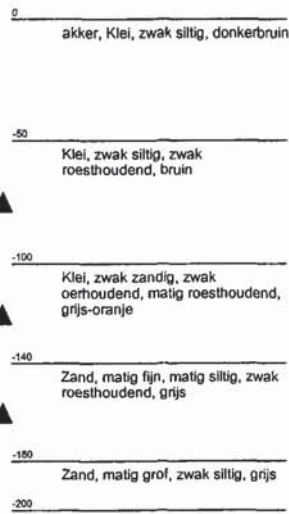 0
akker, Klei, zwak siltig, donkerbruin
-50
Klei, zwak siltig, zwak
roesthoudend, bruin
-100
Klei, zwak zandig, zwak
oerhoudend, matig roesthoudend,
grijs-oranje
-140
Zand, matig fijn, matig siltig, zwak
roesthoudend, grijs
-180
Zand, matig grof, zwak siltig, grijs
-200